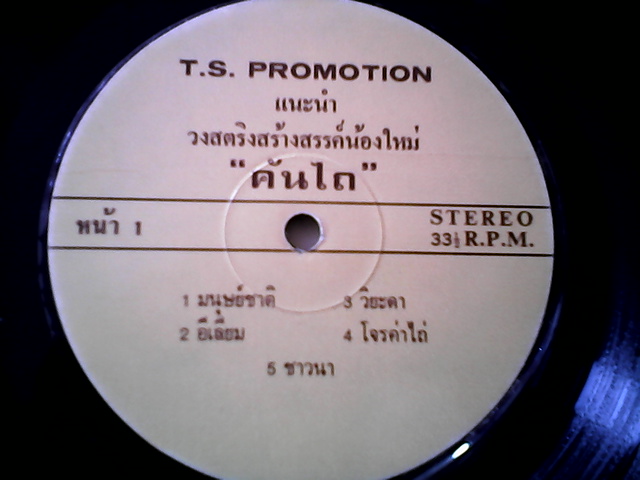 T.S. PROMOTION
แนะนำ
วงสตริงสร้างสรรค์น้องใหม่
"คันไถ"
หน้า 1
STEREO
33½ R.P.M.
1 มนุษย์ชาติ
3 วิยะดา
2 อีเลี่ยม
4 โจรค่าไถ่
5 ชาวนา